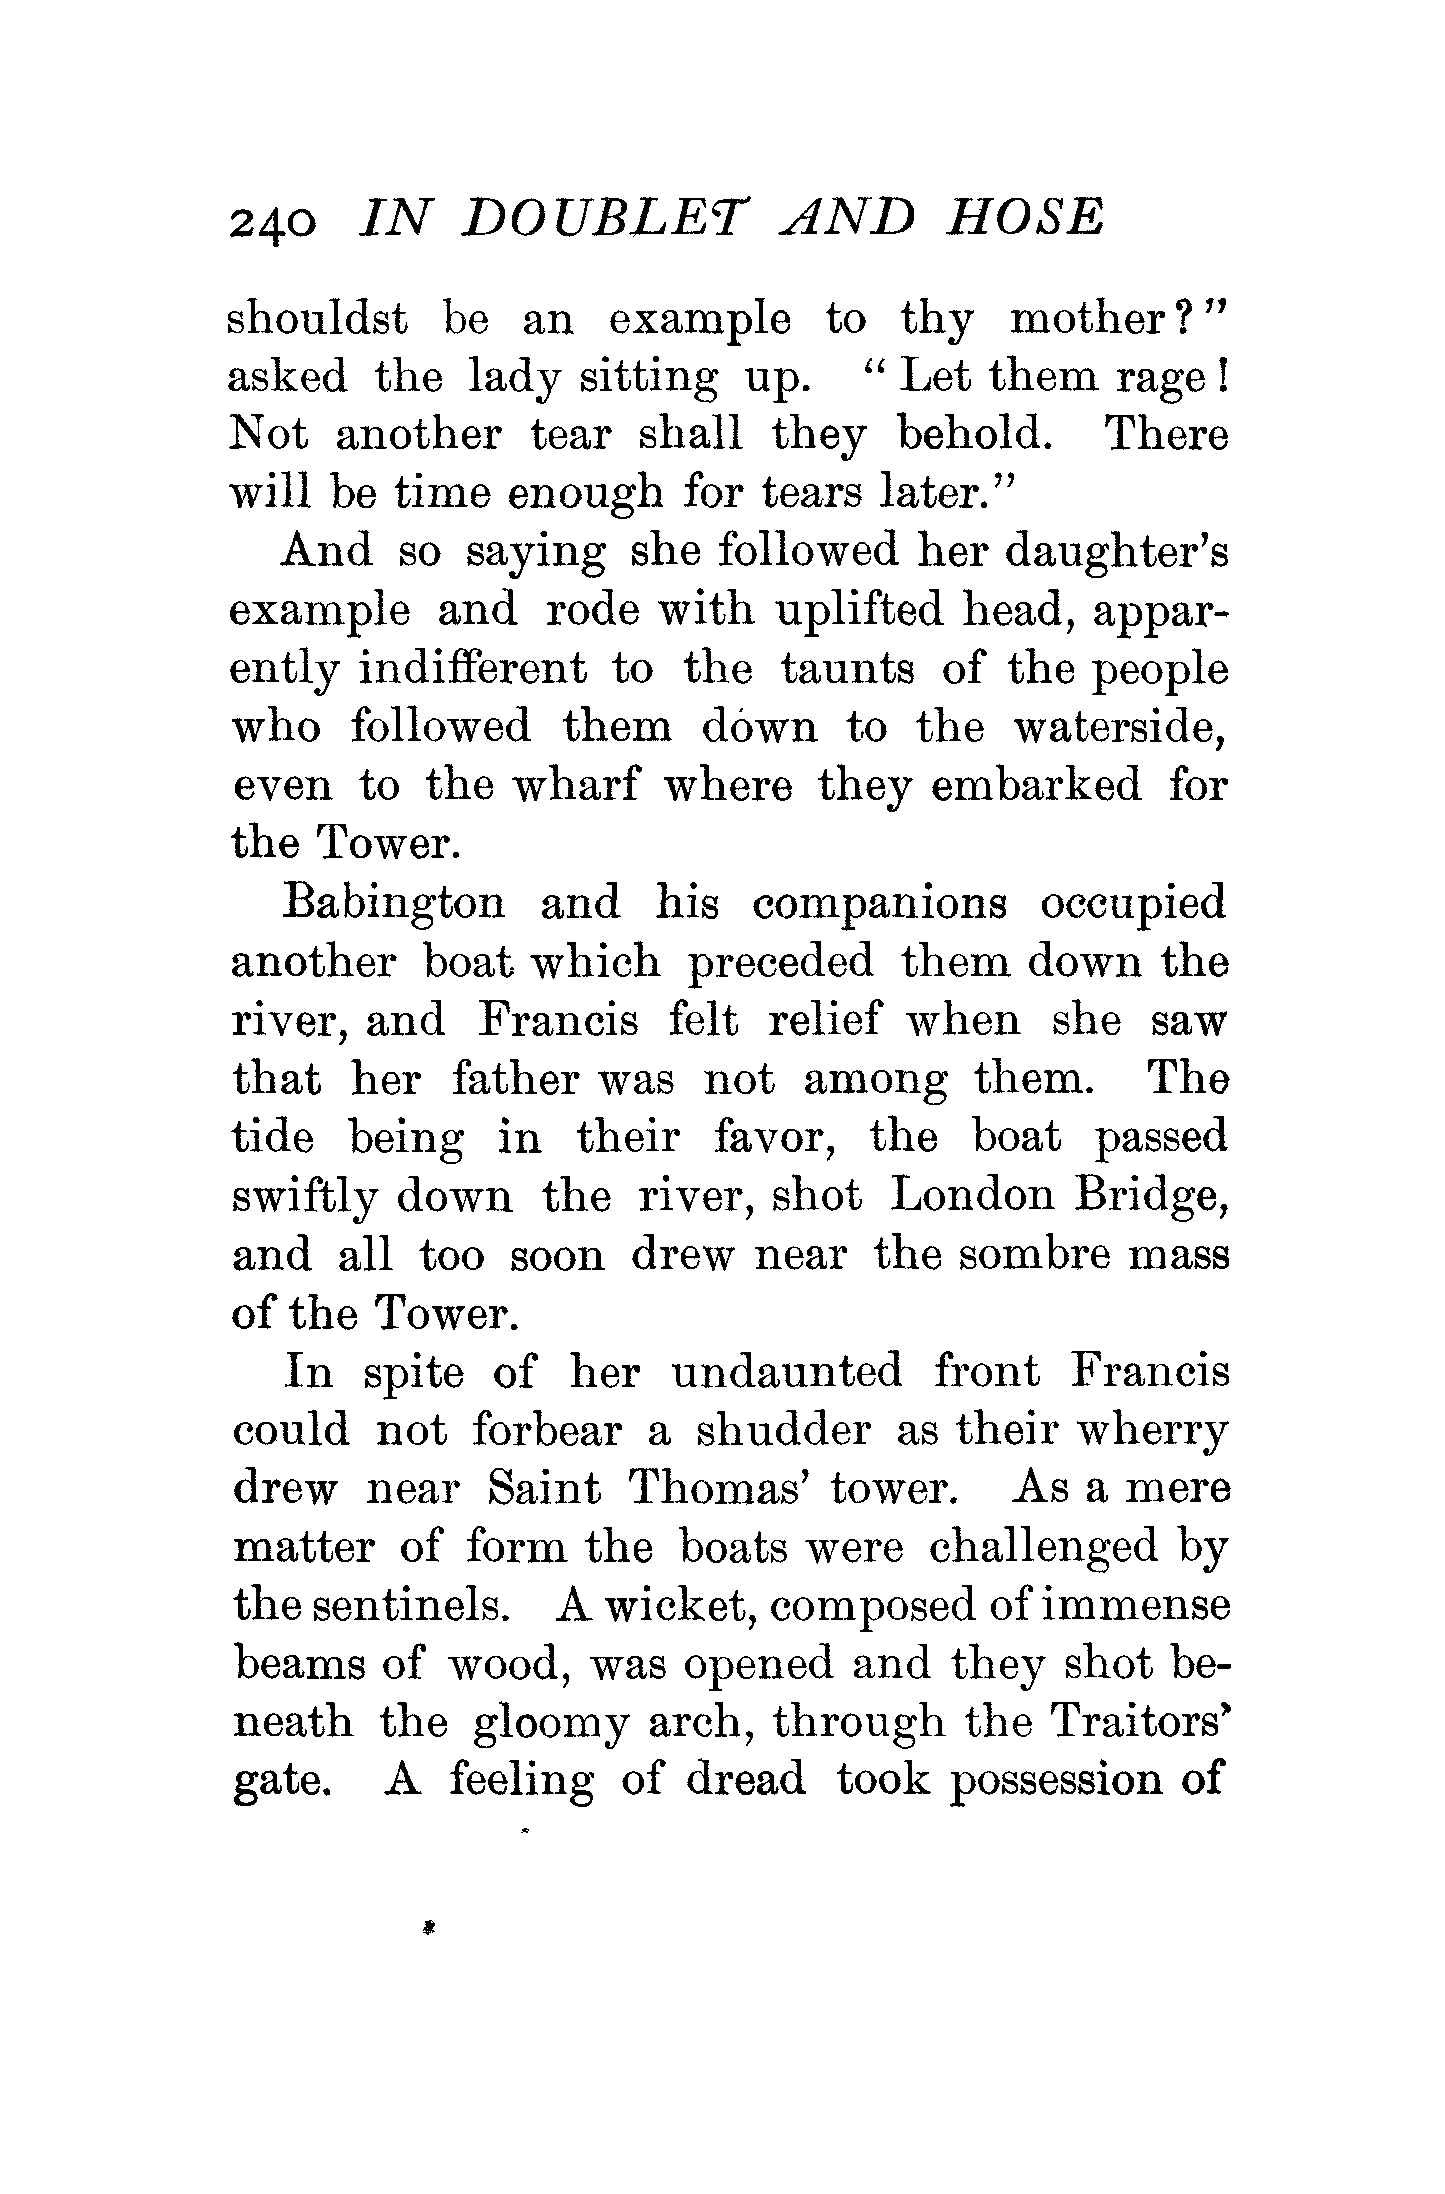 240 IN DOUBLET AND HOSE
shouldst be an example to thy mother?"
asked the lady sitting up. "Let them rage!
Not another tear shall they behold. There
will be time enough for tears later."
And so saying she followed her daughter's
example and rode with uplifted head, appar-
ently indifferent to the taunts of the people
who followed them down to the waterside,
even to the wharf where they embarked for
the Tower.
Babington and his companions occupied
another boat which preceded them down the
river, and Francis felt relief when she saw
that her father was not among them. The
tide being in their favor, the boat passed
swiftly down the river, shot London Bridge,
and all too soon drew near the sombre mass
of the Tower.
In spite of her undaunted front Francis
could not forbear a shudder as their wherry
drew near Saint Thomas' tower. As a mere
matter of form the boats were challenged by
the sentinels. A wicket, composed of immense
beams of wood, was opened and they shot be-
neath the gloomy arch, through the Traitors'
gate. A feeling of dread took possession of